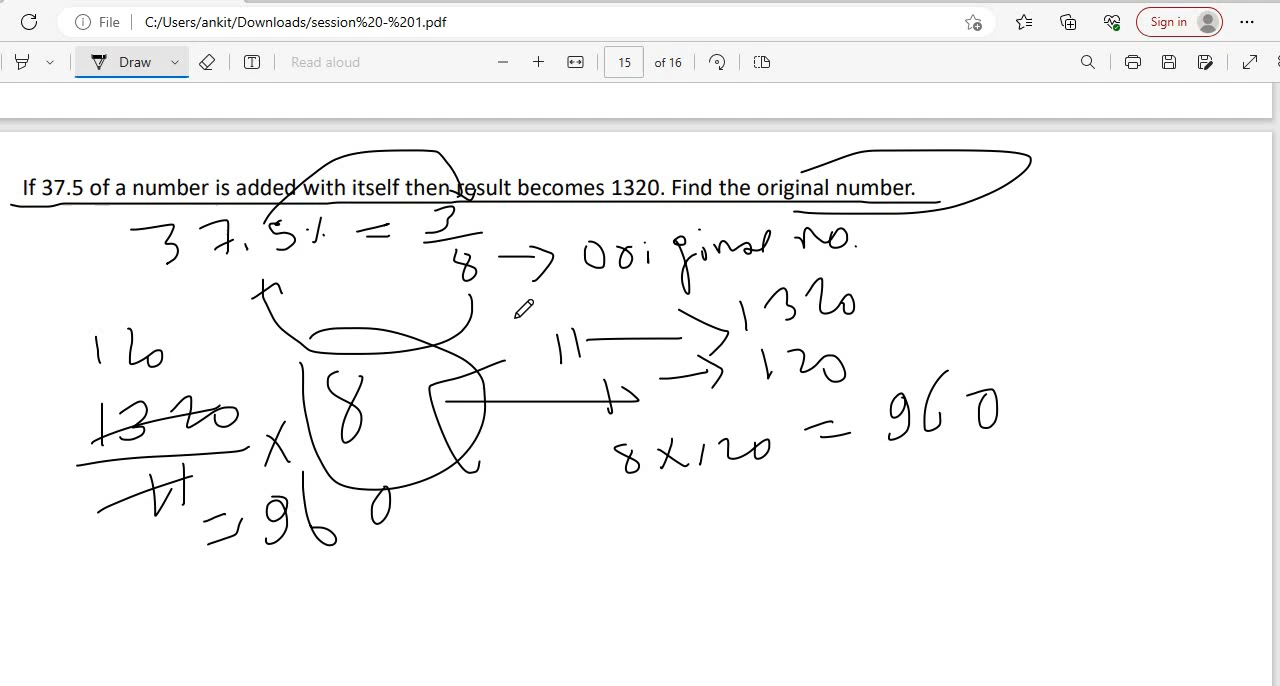 File C:/Users/ankit/Downloads/session%20-%201.pdf Sign in
Draw Read aloud 15 of 16
If 37.5 of a number is added with itself then result becomes 1320. Find the original number.
37.5% = 3/8 → Original no.
11 → 1320
120
1 → 120
1320/11 × 8
8 × 120 = 960
= 960